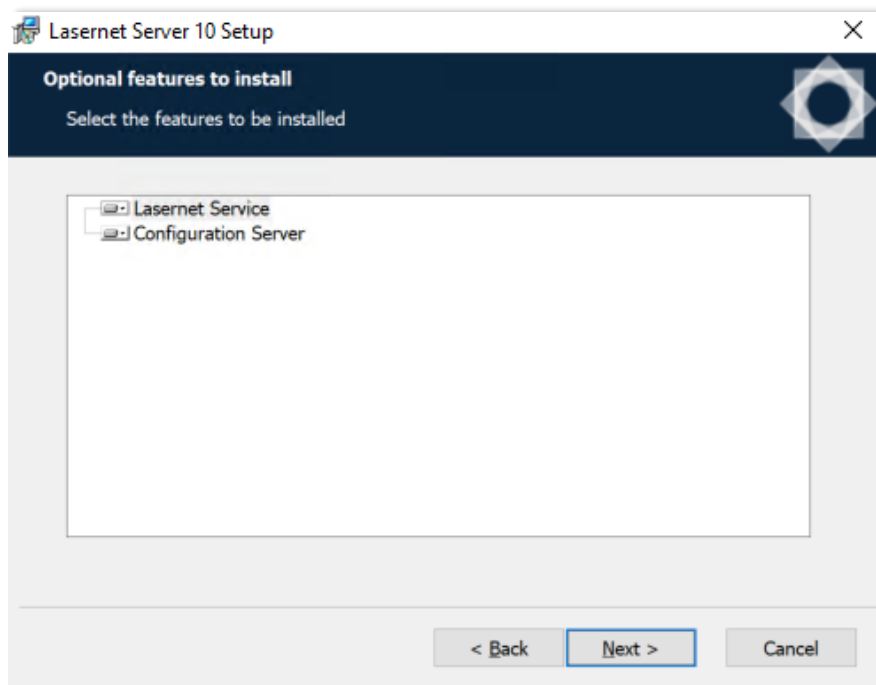 Lasernet Server 10 Setup
Optional features to install
Select the features to be installed
Lasernet Service
Configuration Server
< Back
Next >
Cancel